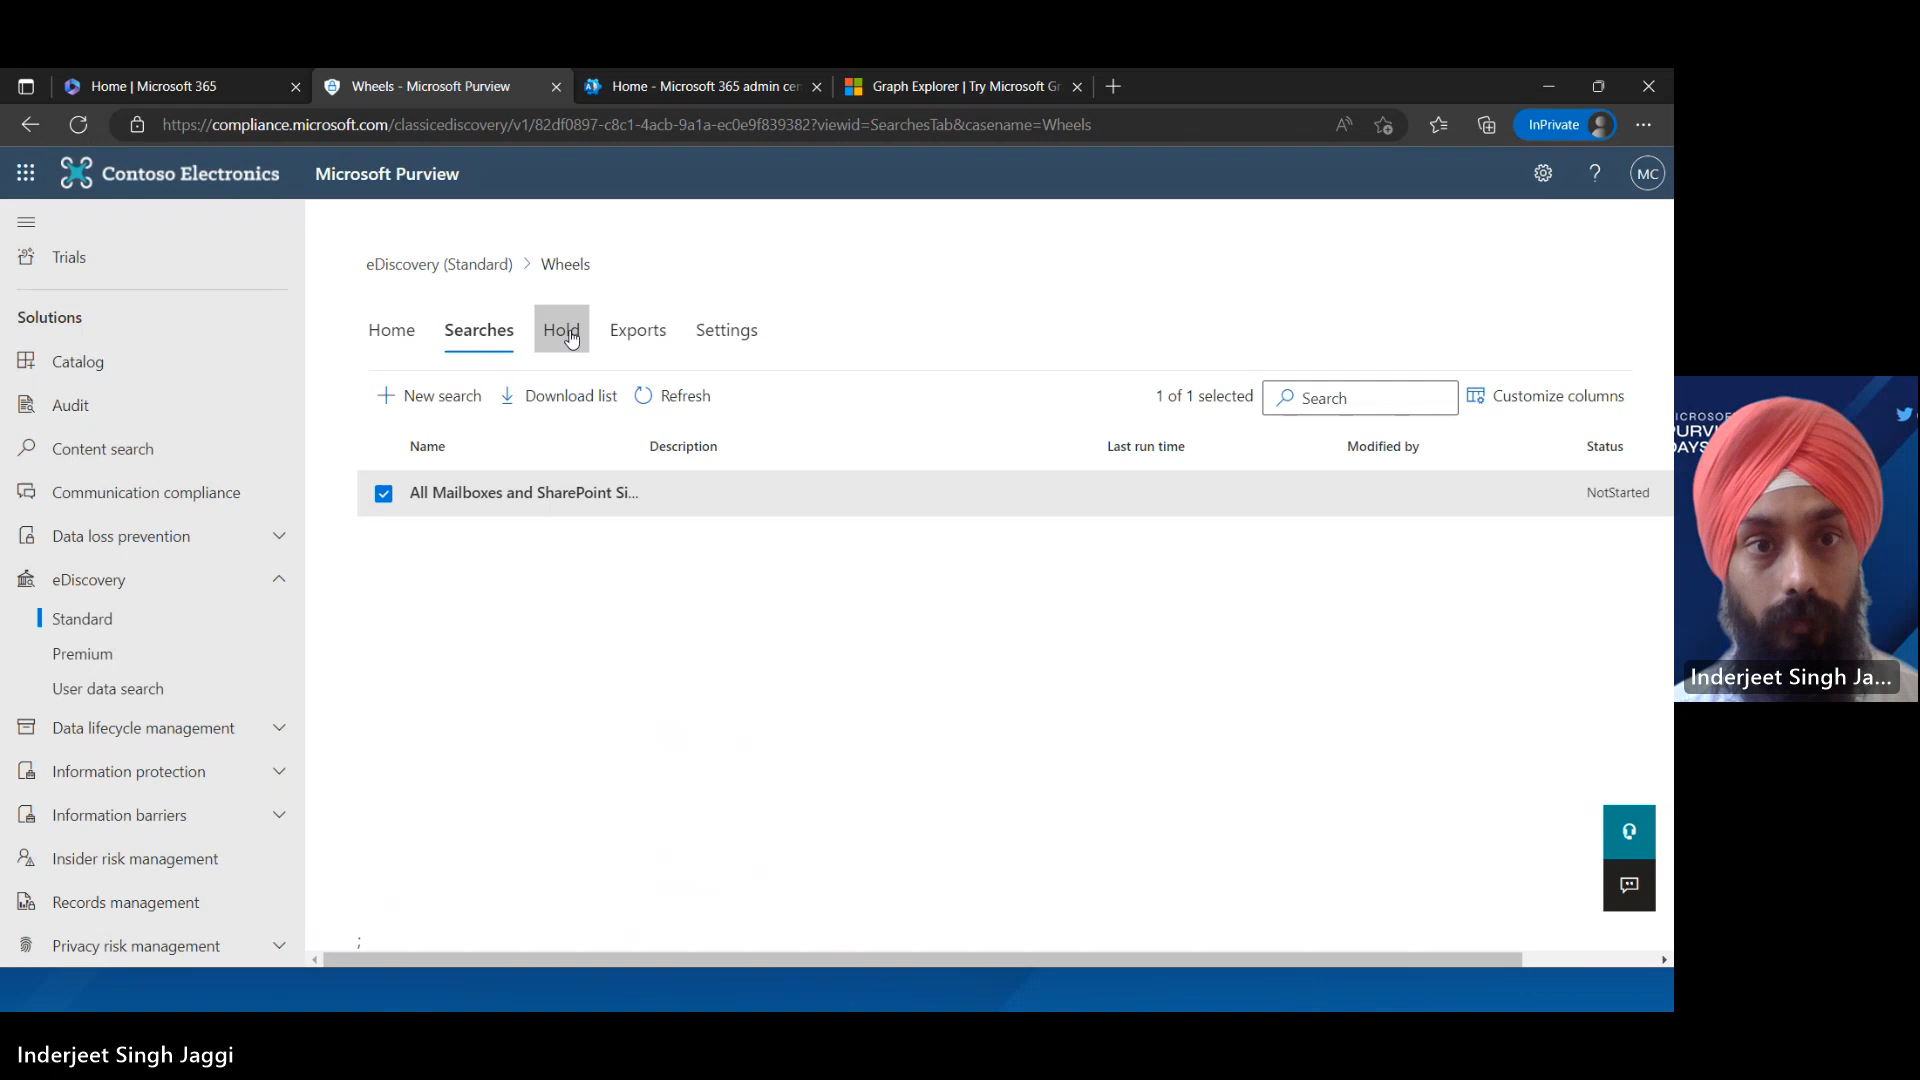 Home | Microsoft 365
Wheels - Microsoft Purview
Home - Microsoft 365 admin cen
Graph Explorer | Try Microsoft Gr
https://compliance.microsoft.com/classicediscovery/v1/82df0897-c8c1-4acb-9a1a-ec0e9f839382?viewid=SearchesTab&casename=Wheels
InPrivate
Contoso Electronics
Microsoft Purview
MC
Trials
Solutions
Catalog
Audit
Content search
Communication compliance
Data loss prevention
eDiscovery
Standard
Premium
User data search
Data lifecycle management
Information protection
Information barriers
Insider risk management
Records management
Privacy risk management
eDiscovery (Standard) > Wheels
Home Searches Hold Exports Settings
New search Download list Refresh
1 of 1 selected Search Customize columns
Name Description Last run time Modified by Status
All Mailboxes and SharePoint Si... NotStarted
;
ICROSOF
PURVI
DAYS
Inderjeet Singh Ja...
Inderjeet Singh Jaggi